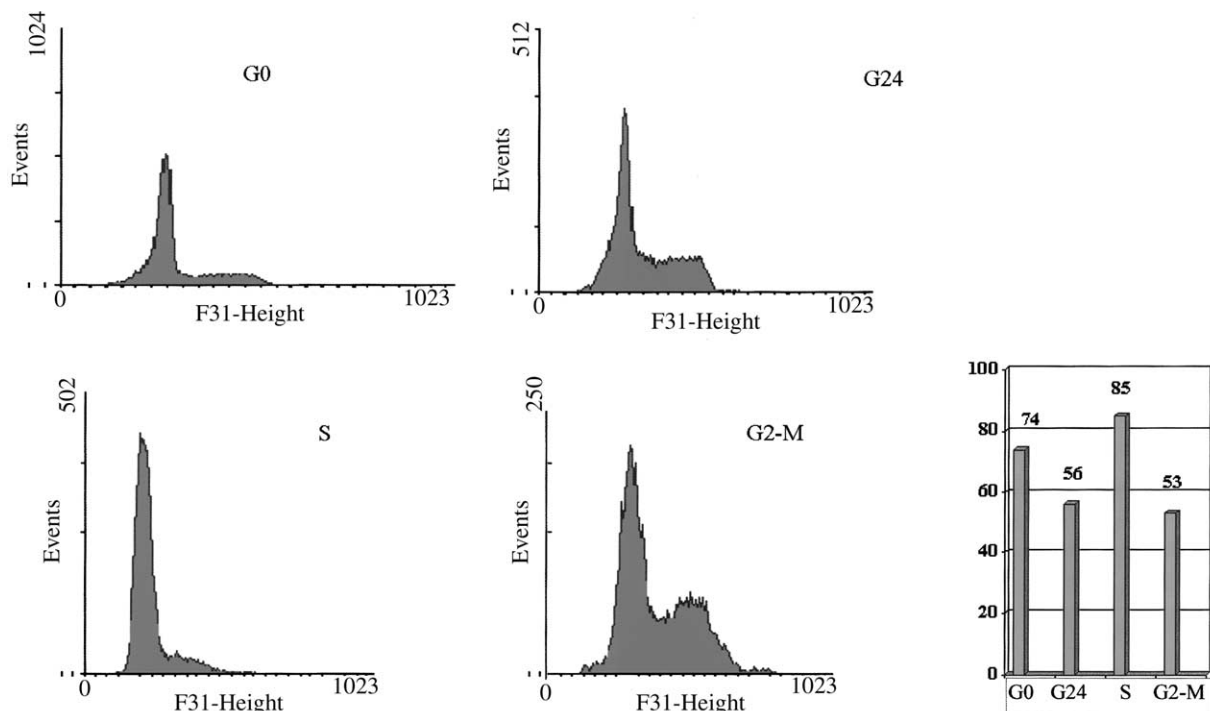 1024
Events
G0
0 1023
F31-Height
512
Events
G24
0 1023
F31-Height
502
Events
S
0 1023
F31-Height
250
Events
G2-M
0 1023
F31-Height
100
80
60
40
20
0
74
56
85
53
G0 G24 S G2-M